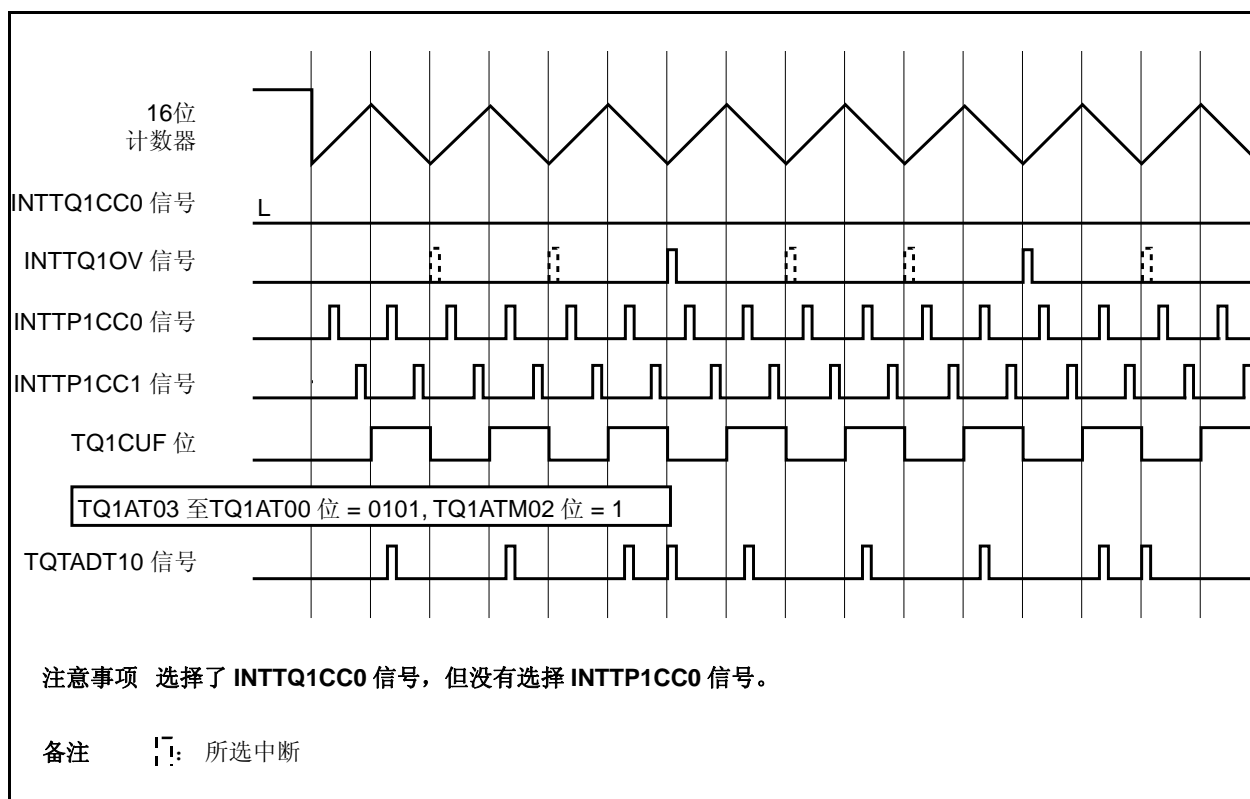 16位
计数器
INTTQ1CC0 信号
L
INTTQ1OV 信号
INTTP1CC0 信号
INTTP1CC1 信号
TQ1CUF 位
TQ1AT03 至TQ1AT00 位 = 0101, TQ1ATM02 位 = 1
TQTADT10 信号
注意事项 选择了 INTTQ1CC0 信号，但没有选择 INTTP1CC0 信号。
备注 ： 所选中断